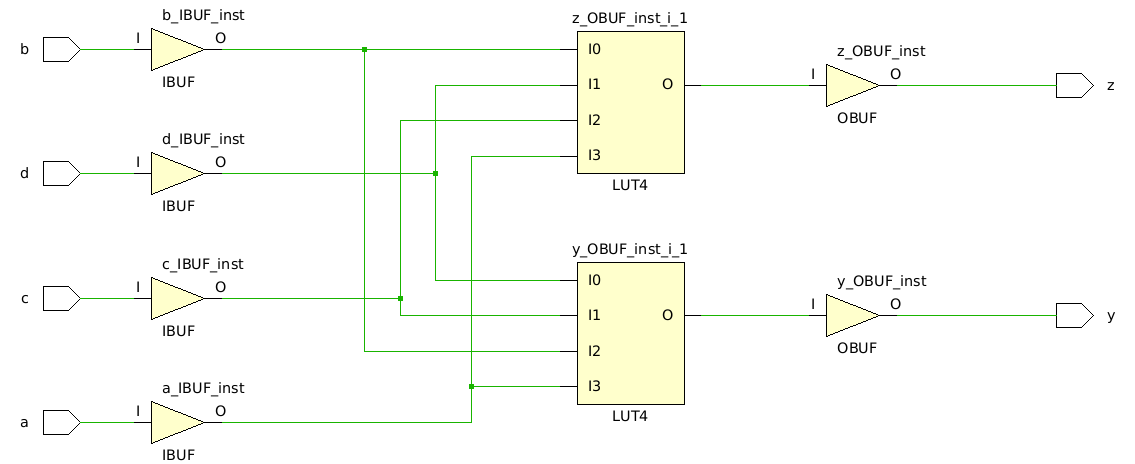 b_IBUF_inst
z_OBUF_inst_i_1
b
I
O
I0
z_OBUF_inst
IBUF
I1
O
I
O
z
OBUF
I2
d_IBUF_inst
I3
d
I
O
LUT4
IBUF
y_OBUF_inst_i_1
c_IBUF_inst
I0
y_OBUF_inst
c
I
O
I1
O
I
O
y
IBUF
OBUF
I2
a_IBUF_inst
I3
a
I
O
LUT4
IBUF